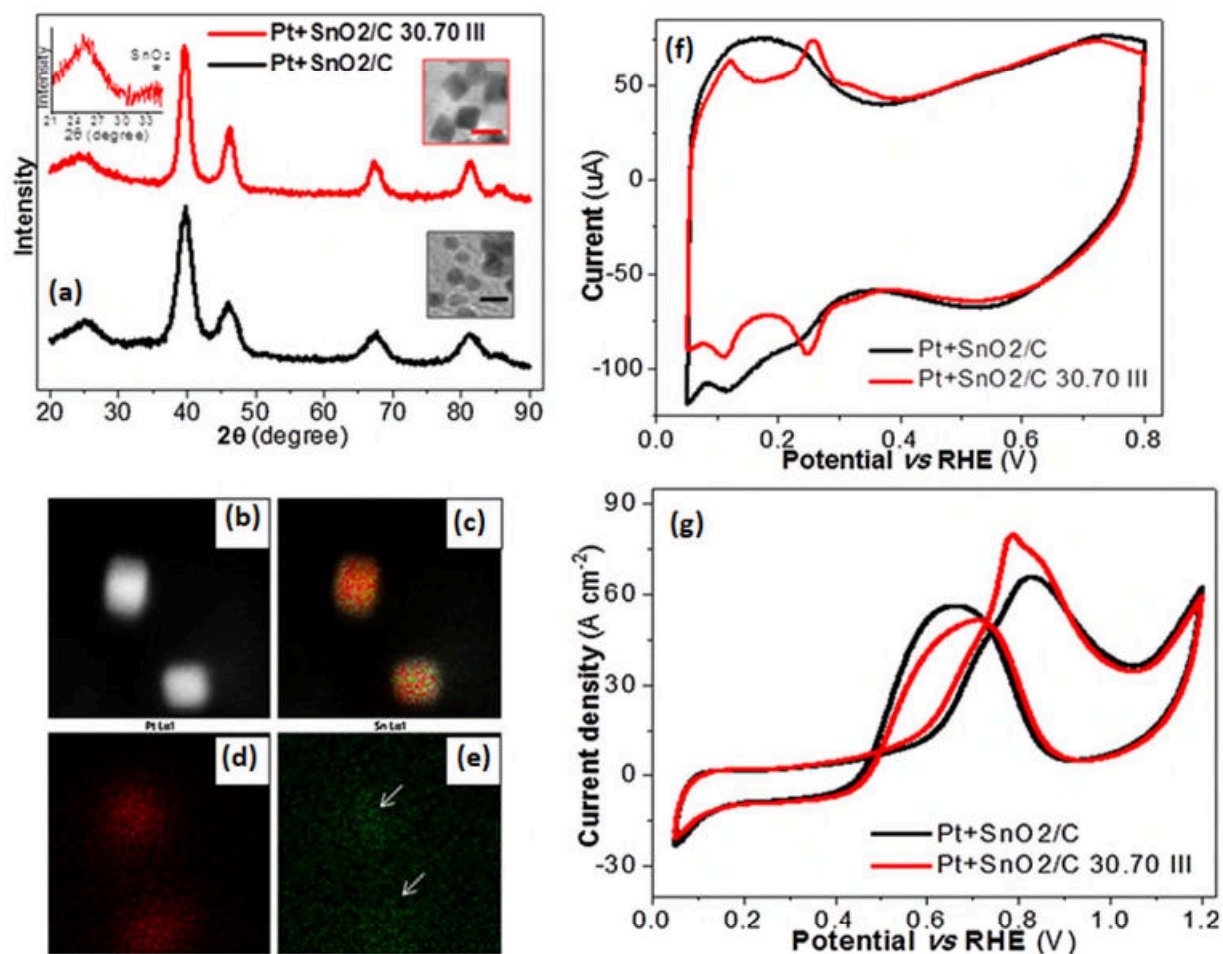 Pt+SnO2/C 30.70 III
Pt+SnO2/C
SnO₂
*
Intensity
21 24 27 30 33
2θ (degree)
(a)
Intensity
20 30 40 50 60 70 80 90
2θ (degree)
(b)
(c)
Pt Lα1
Sn Lα1
(d)
(e)
(f)
50
0
-50
-100
Current (uA)
Pt+SnO2/C
Pt+SnO2/C 30.70 III
0.0 0.2 0.4 0.6 0.8
Potential vs RHE (V)
(g)
90
60
30
0
-30
Current density (A cm⁻²)
Pt+SnO2/C
Pt+SnO2/C 30.70 III
0.0 0.2 0.4 0.6 0.8 1.0 1.2
Potential vs RHE (V)